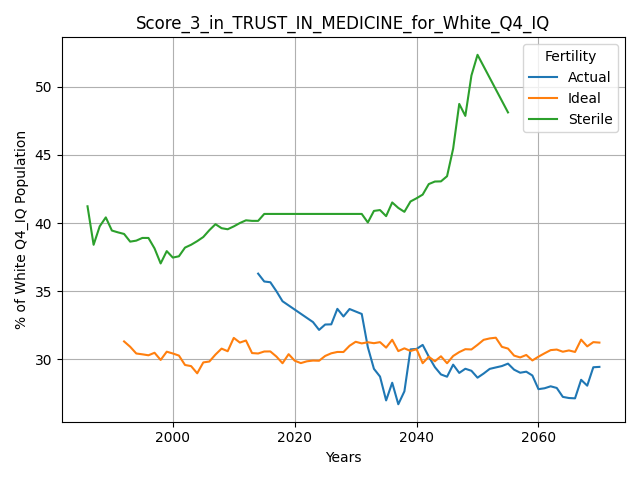 Score_3_in_TRUST_IN_MEDICINE_for_White_Q4_IQ
% of White Q4_IQ Population
50
45
40
35
30
Fertility
Actual
Ideal
Sterile
2000
2020
2040
2060
Years